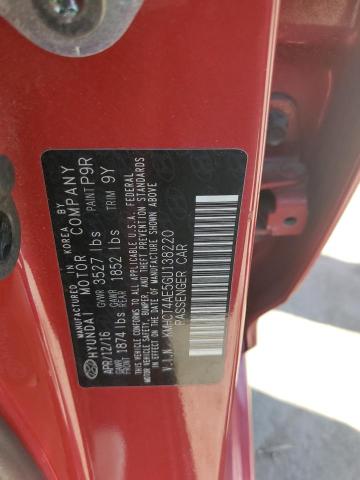 MANUFACTURED IN KOREA BY
HYUNDAI MOTOR COMPANY
APR/12/16 GVWR 3527 lbs PAINT P9R
GAWR FRONT 1874 lbs GAWR REAR 1852 lbs TRIM 9Y
THIS VEHICLE CONFORMS TO ALL APPLICABLE U.S.A. FEDERAL
MOTOR VEHICLE SAFETY, BUMPER, AND THEFT PREVENTION
STANDARDS IN EFFECT ON THE DATE OF MANUFACTURE SHOWN ABOVE.
V.I.N. : KMHCT4AE5GU138220
PASSENGER CAR